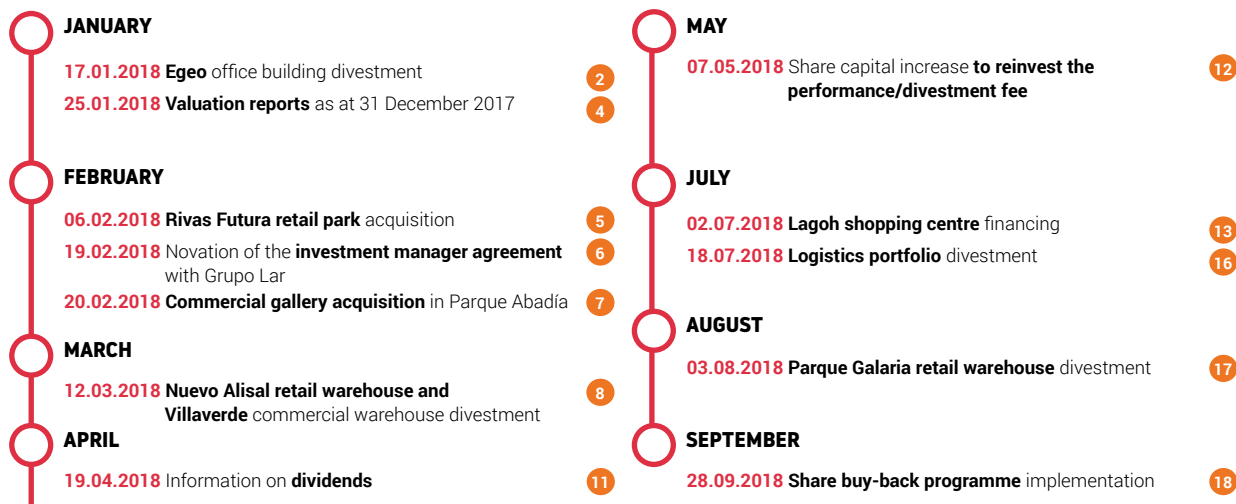 JANUARY
17.01.2018 Egeo office building divestment 2
25.01.2018 Valuation reports as at 31 December 2017 4
FEBRUARY
06.02.2018 Rivas Futura retail park acquisition 5
19.02.2018 Novation of the investment manager agreement 6
with Grupo Lar
20.02.2018 Commercial gallery acquisition in Parque Abadía 7
MARCH
12.03.2018 Nuevo Alisal retail warehouse and 8
Villaverde commercial warehouse divestment
APRIL
19.04.2018 Information on dividends 11
MAY
07.05.2018 Share capital increase to reinvest the 12
performance/divestment fee
JULY
02.07.2018 Lagoh shopping centre financing 13
18.07.2018 Logistics portfolio divestment 16
AUGUST
03.08.2018 Parque Galaria retail warehouse divestment 17
SEPTEMBER
28.09.2018 Share buy-back programme implementation 18